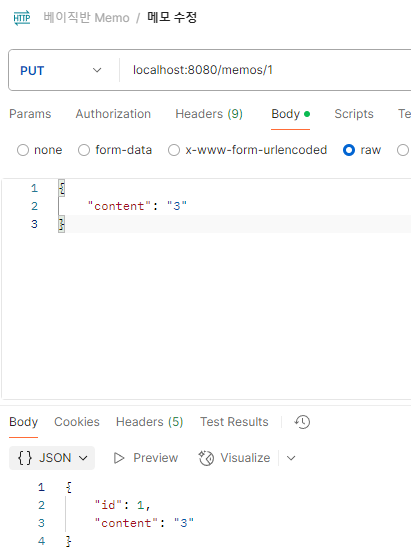 HTTP 베이직반 Memo / 메모 수정
PUT localhost:8080/memos/1
Params Authorization Headers (9) Body Scripts Te
none form-data x-www-form-urlencoded raw
1 {
2 "content": "3"
3 }
Body Cookies Headers (5) Test Results
{} JSON Preview Visualize
1 {
2 "id": 1,
3 "content": "3"
4 }